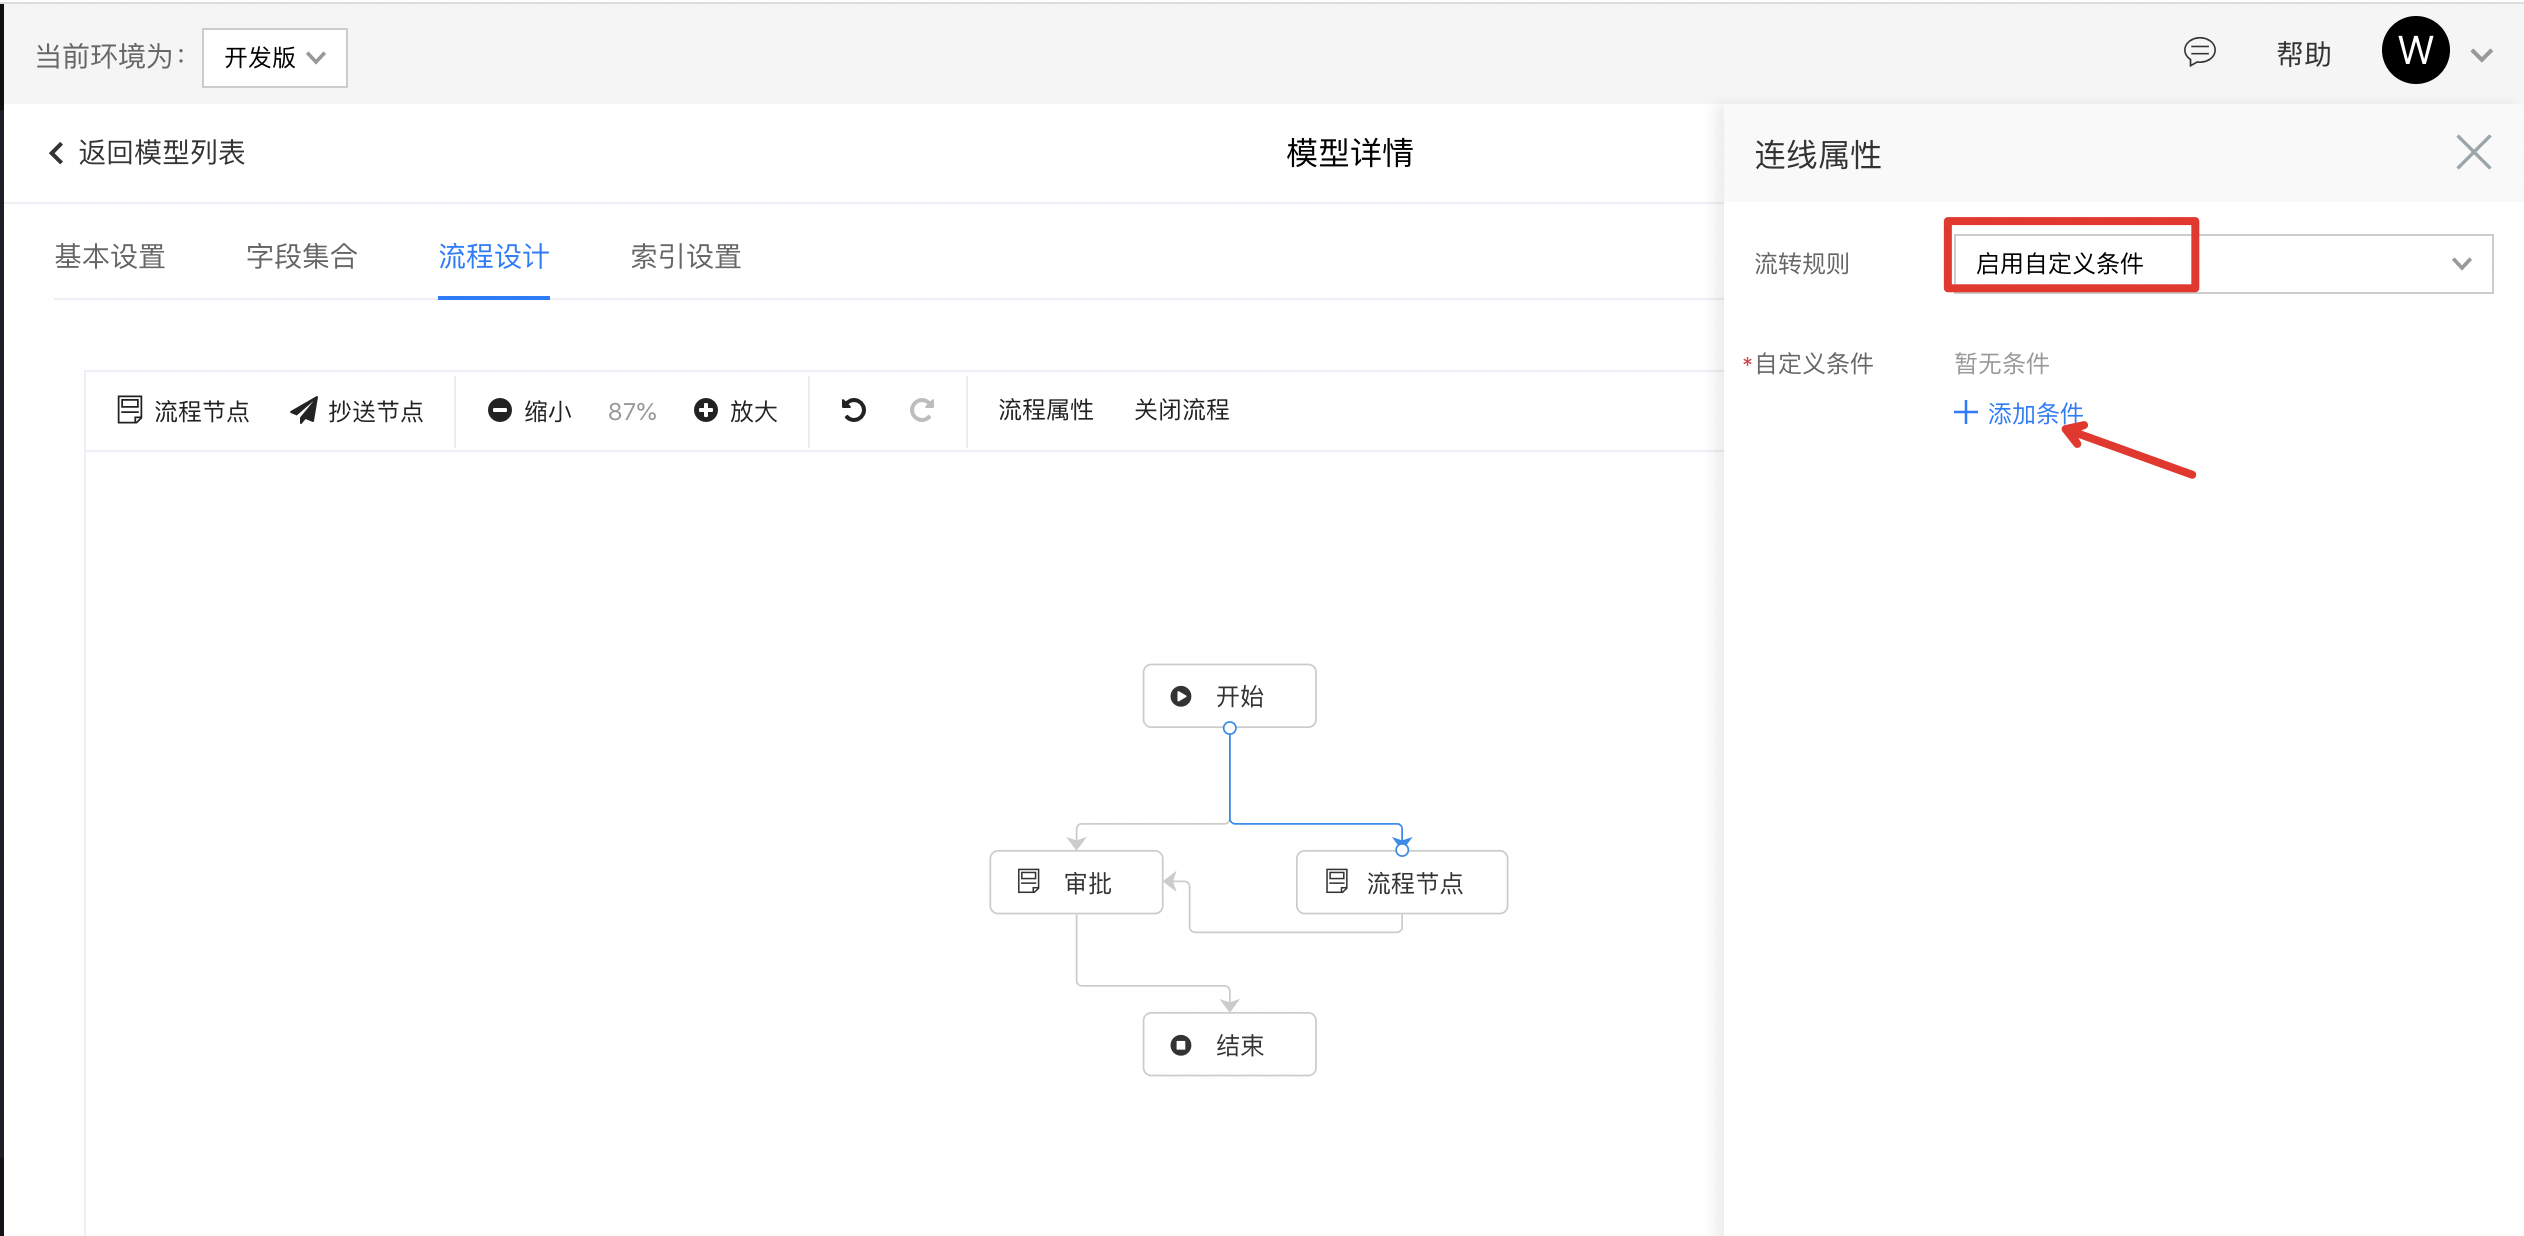 当前环境为：
开发版
帮助
W
返回模型列表
模型详情
基本设置
字段集合
流程设计
索引设置
流程节点
抄送节点
缩小
87%
放大
流程属性
关闭流程
开始
审批
流程节点
结束
连线属性
流转规则
启用自定义条件
*自定义条件
暂无条件
添加条件